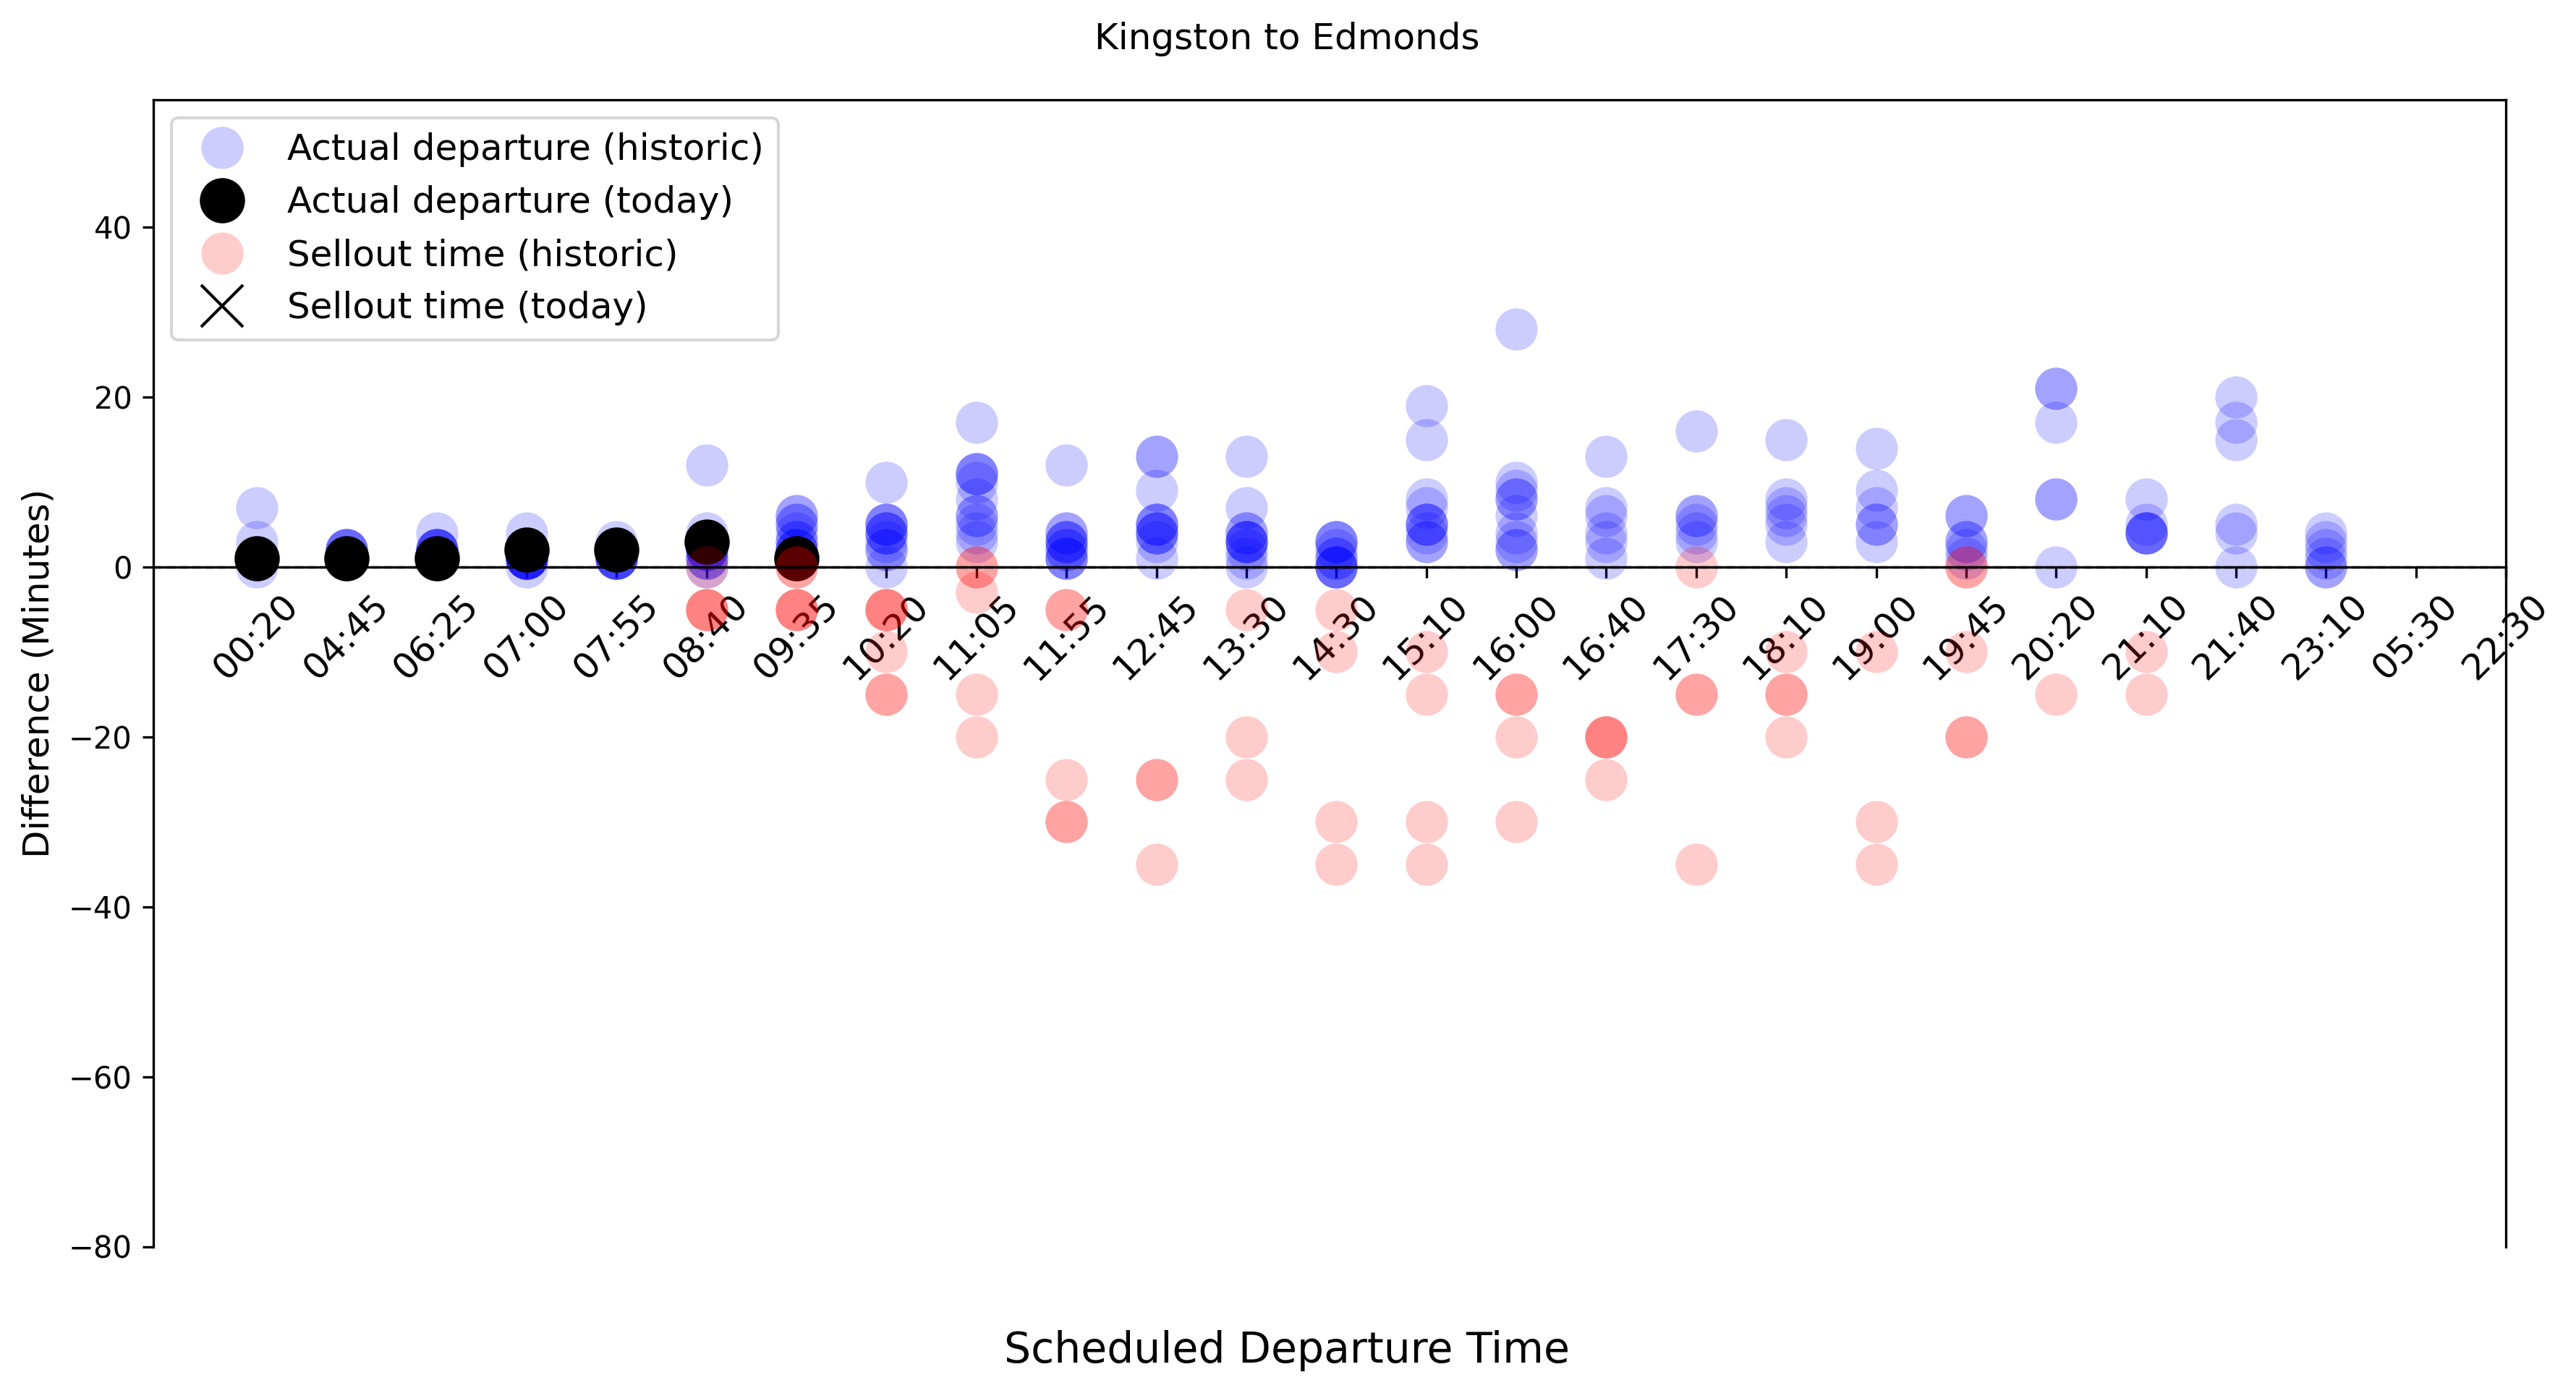 Kingston to Edmonds
Actual departure (historic)
Actual departure (today)
Sellout time (historic)
Sellout time (today)
Difference (Minutes)
40
20
0
−20
−40
−60
−80
00:20 04:45 06:25 07:00 07:55 08:40 09:35 10:20 11:05 11:55 12:45 13:30 14:30 15:10 16:00 16:40 17:30 18:10 19:00 19:45 20:20 21:10 21:40 23:10 05:30 22:30
Scheduled Departure Time